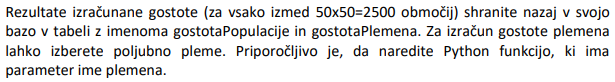 Rezultate izračunane gostote (za vsako izmed 50x50=2500 območij) shranite nazaj v svojo
bazo v tabeli z imenoma gostotaPopulacije in gostotaPlemena. Za izračun gostote plemena
lahko izberete poljubno pleme. Priporočljivo je, da naredite Python funkcijo, ki ima
parameter ime plemena.